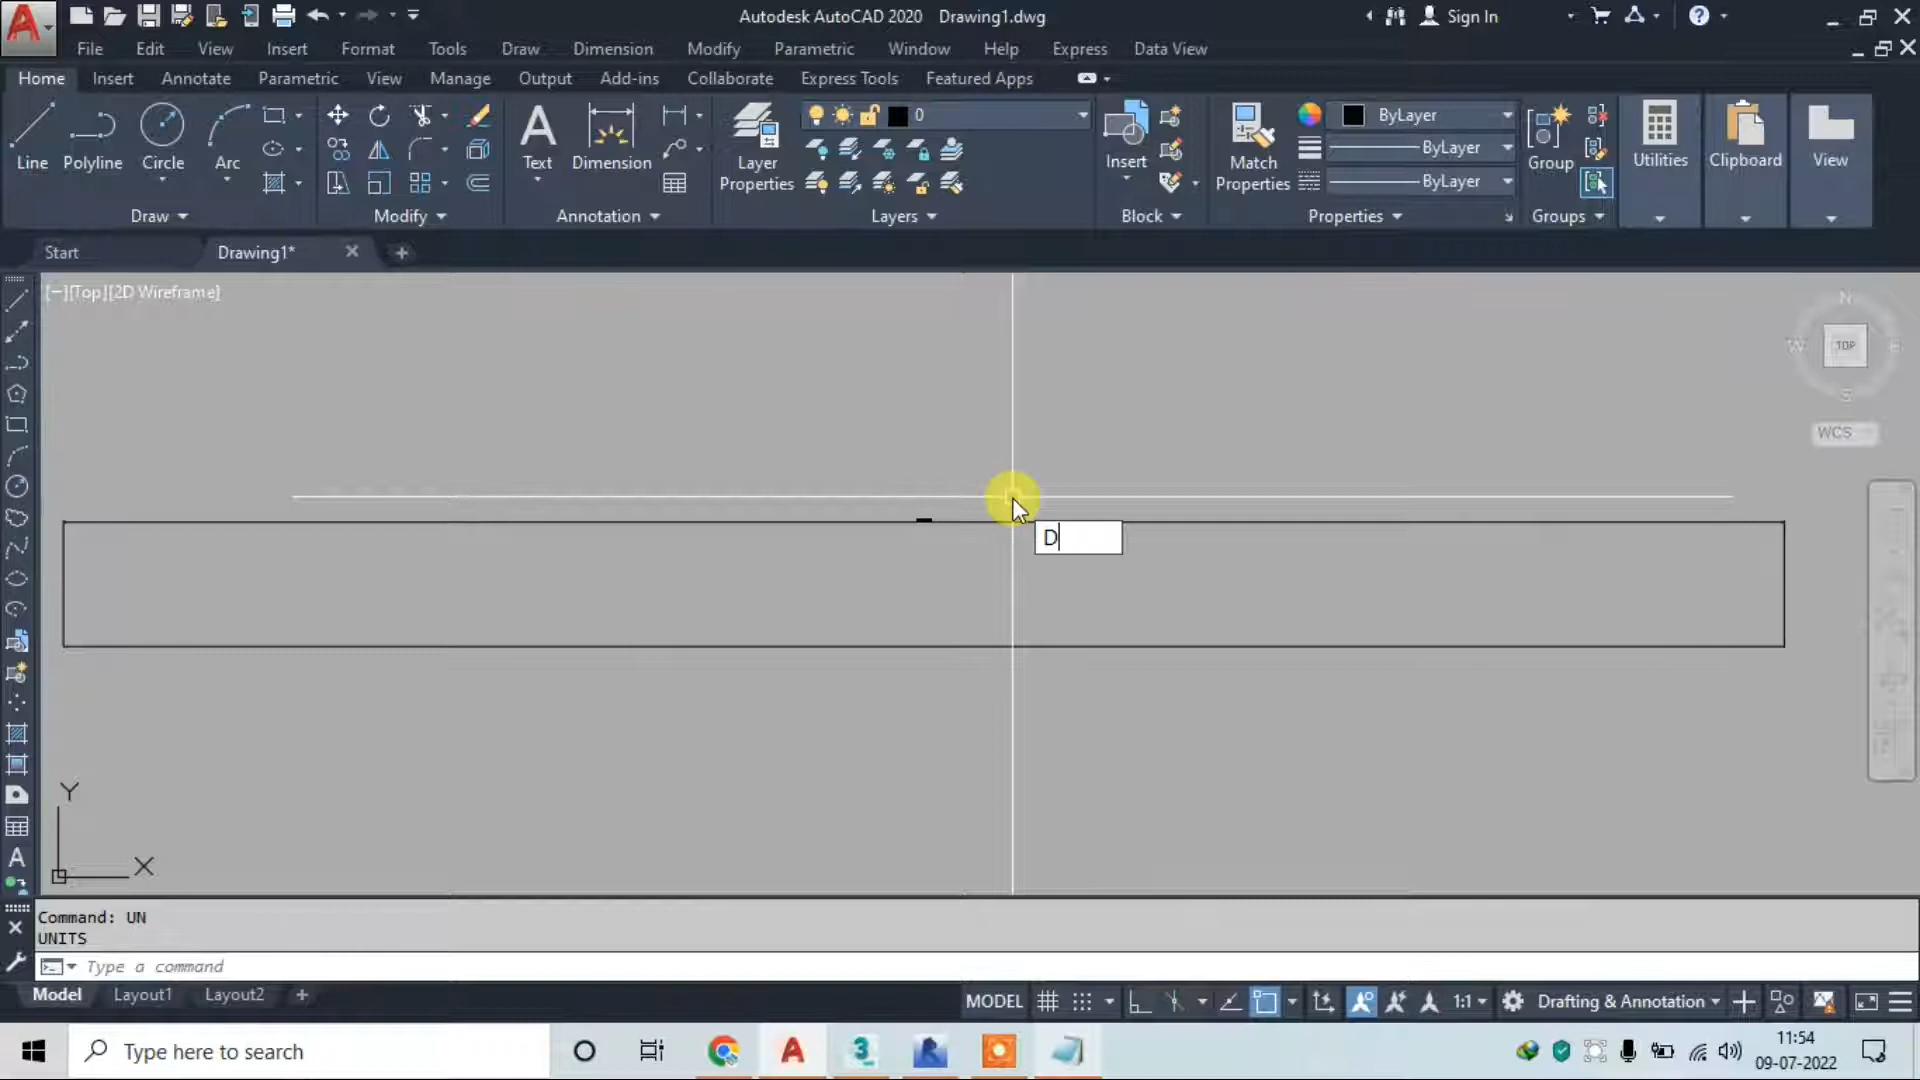 Autodesk AutoCAD 2020 Drawing1.dwg
Sign In
File Edit View Insert Format Tools Draw Dimension Modify Parametric Window Help Express Data View
Home Insert Annotate Parametric View Manage Output Add-ins Collaborate Express Tools Featured Apps
0
ByLayer
ByLayer
ByLayer
Line Polyline Circle Arc
Text Dimension
Layer Properties
Insert
Match Properties
Group
Utilities
Clipboard
View
Draw
Modify
Annotation
Layers
Block
Properties
Groups
Start
Drawing1*
[−][Top][2D Wireframe]
N
W
TOP
E
S
WCS
D
Y
X
Command: UN
UNITS
Type a command
Model Layout1 Layout2
MODEL
1:1
Drafting & Annotation
Type here to search
11:54
09-07-2022